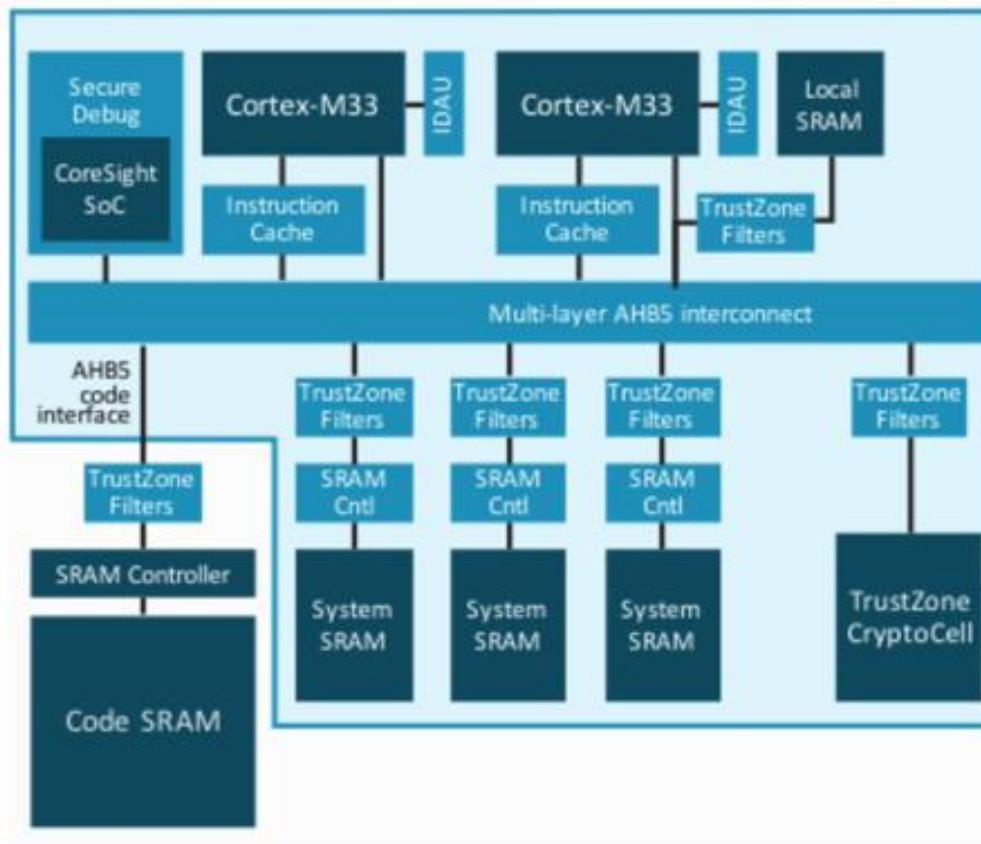 Secure
Debug
CoreSight
SoC
Cortex-M33
IDAU
Cortex-M33
IDAU
Local
SRAM
Instruction
Cache
Instruction
Cache
TrustZone
Filters
Multi-layer AHB5 interconnect
AHB5
code
interface
TrustZone
Filters
TrustZone
Filters
TrustZone
Filters
TrustZone
Filters
TrustZone
Filters
SRAM
Cntl
SRAM
Cntl
SRAM
Cntl
SRAM Controller
Code SRAM
System
SRAM
System
SRAM
System
SRAM
TrustZone
CryptoCell